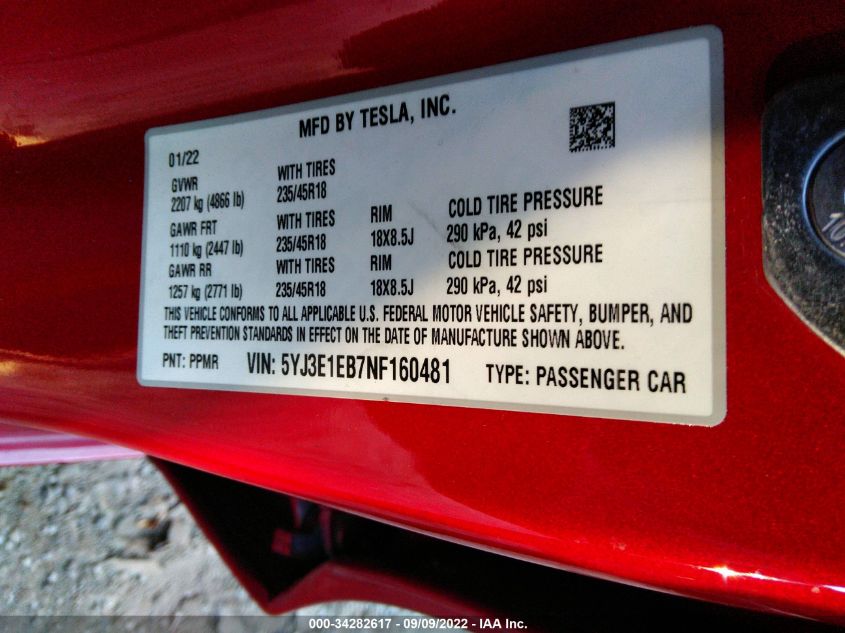 MFD BY TESLA, INC.
01/22
GVWR
2207 kg (4866 lb)
WITH TIRES
235/45R18
GAWR FRT
1110 kg (2447 lb)
WITH TIRES
235/45R18
RIM
18X8.5J
COLD TIRE PRESSURE
290 kPa, 42 psi
GAWR RR
1257 kg (2771 lb)
WITH TIRES
235/45R18
RIM
18X8.5J
COLD TIRE PRESSURE
290 kPa, 42 psi
THIS VEHICLE CONFORMS TO ALL APPLICABLE U.S. FEDERAL MOTOR VEHICLE SAFETY, BUMPER, AND
THEFT PREVENTION STANDARDS IN EFFECT ON THE DATE OF MANUFACTURE SHOWN ABOVE.
PNT: PPMR VIN: 5YJ3E1EB7NF160481 TYPE: PASSENGER CAR
000-34282617 - 09/09/2022 - IAA Inc.